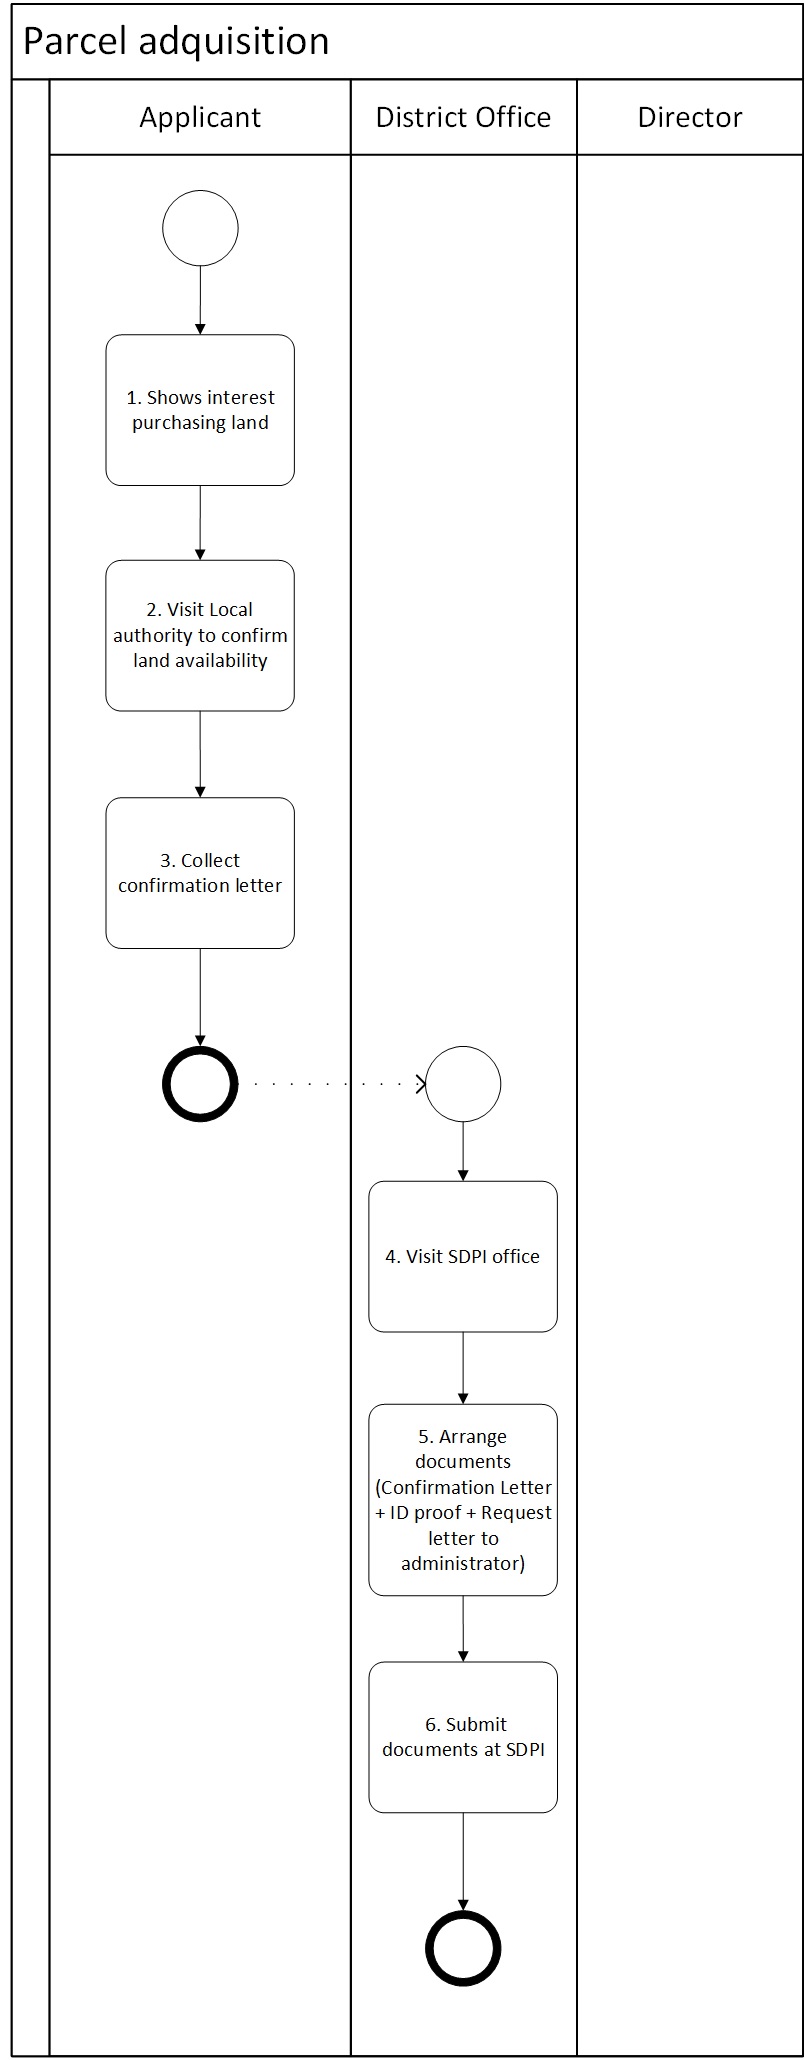 Parcel adquisition
Applicant
District Office
Director
1. Shows interest
purchasing land
2. Visit Local
authority to confirm
land availability
3. Collect
confirmation letter
4. Visit SDPI office
5. Arrange
documents
(Confirmation Letter
+ ID proof + Request
letter to
administrator)
6. Submit
documents at SDPI